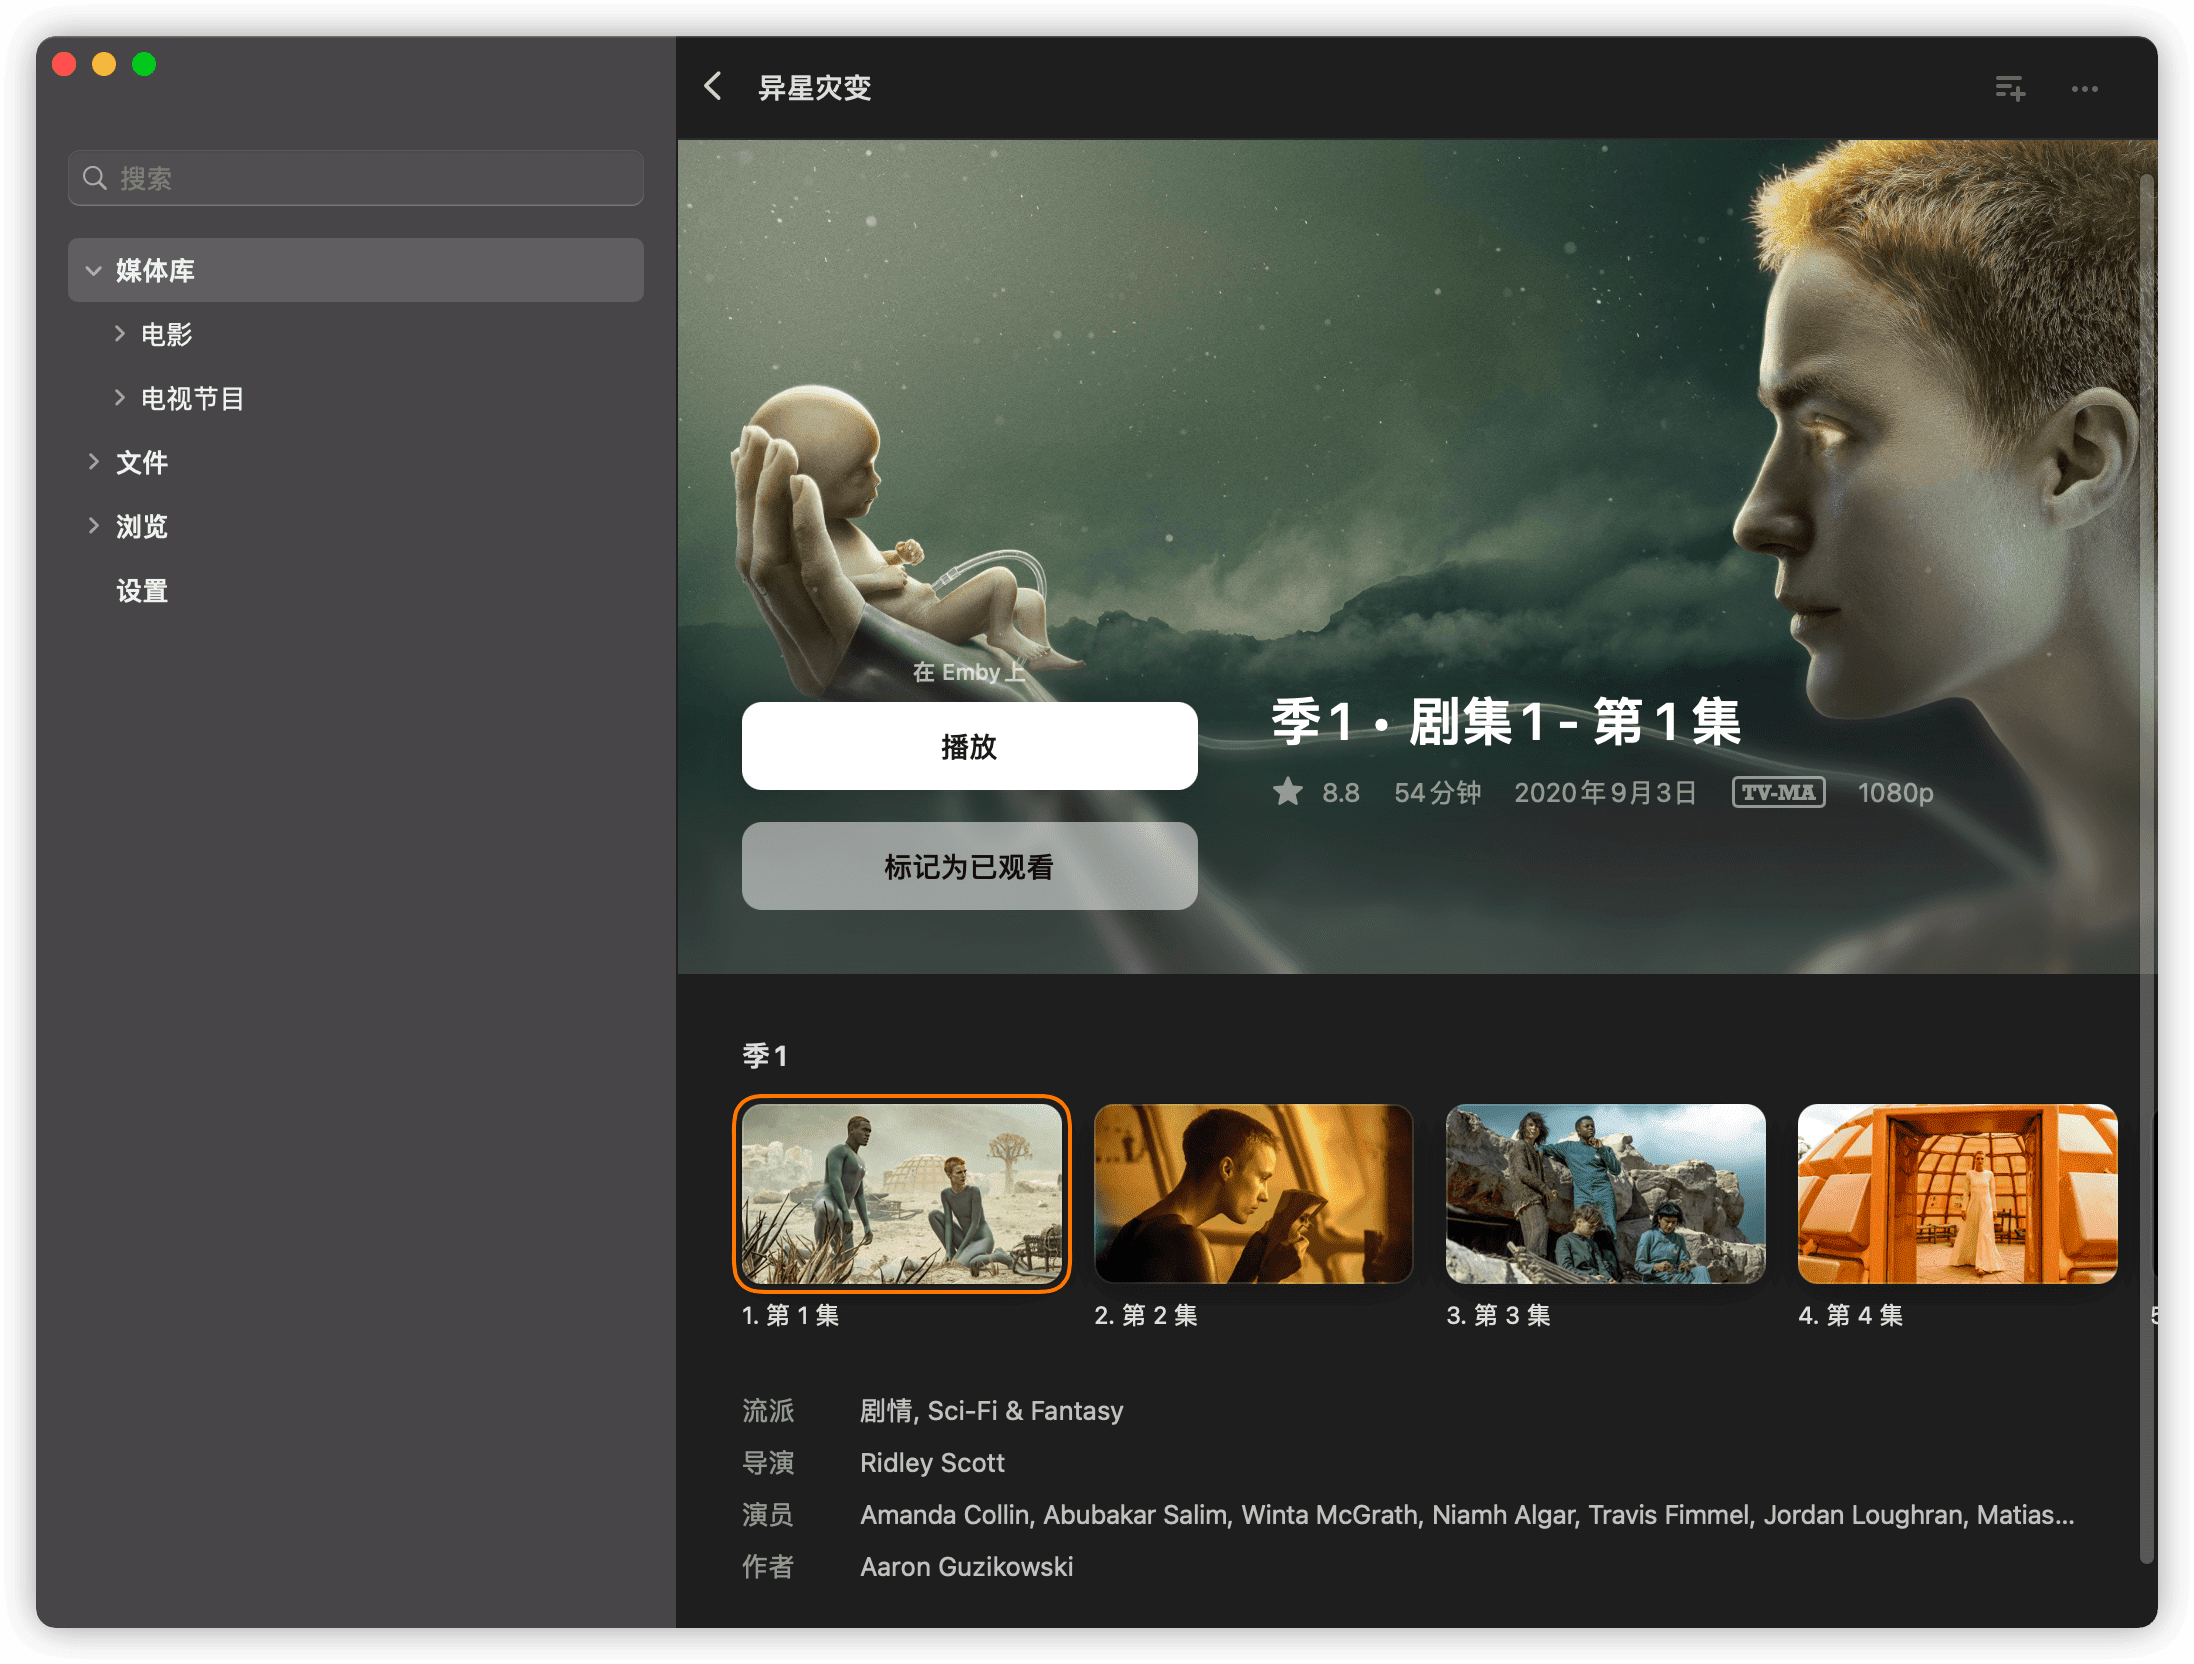 异星灾变
搜索
媒体库
电影
电视节目
文件
浏览
设置
在 Emby 上
播放
标记为已观看
季1 · 剧集1 - 第1集
8.8 54分钟 2020年9月3日 TV-MA 1080p
季1
1. 第 1 集 2. 第 2 集 3. 第 3 集 4. 第 4 集 5
流派 剧情, Sci-Fi & Fantasy
导演 Ridley Scott
演员 Amanda Collin, Abubakar Salim, Winta McGrath, Niamh Algar, Travis Fimmel, Jordan Loughran, Matias...
作者 Aaron Guzikowski